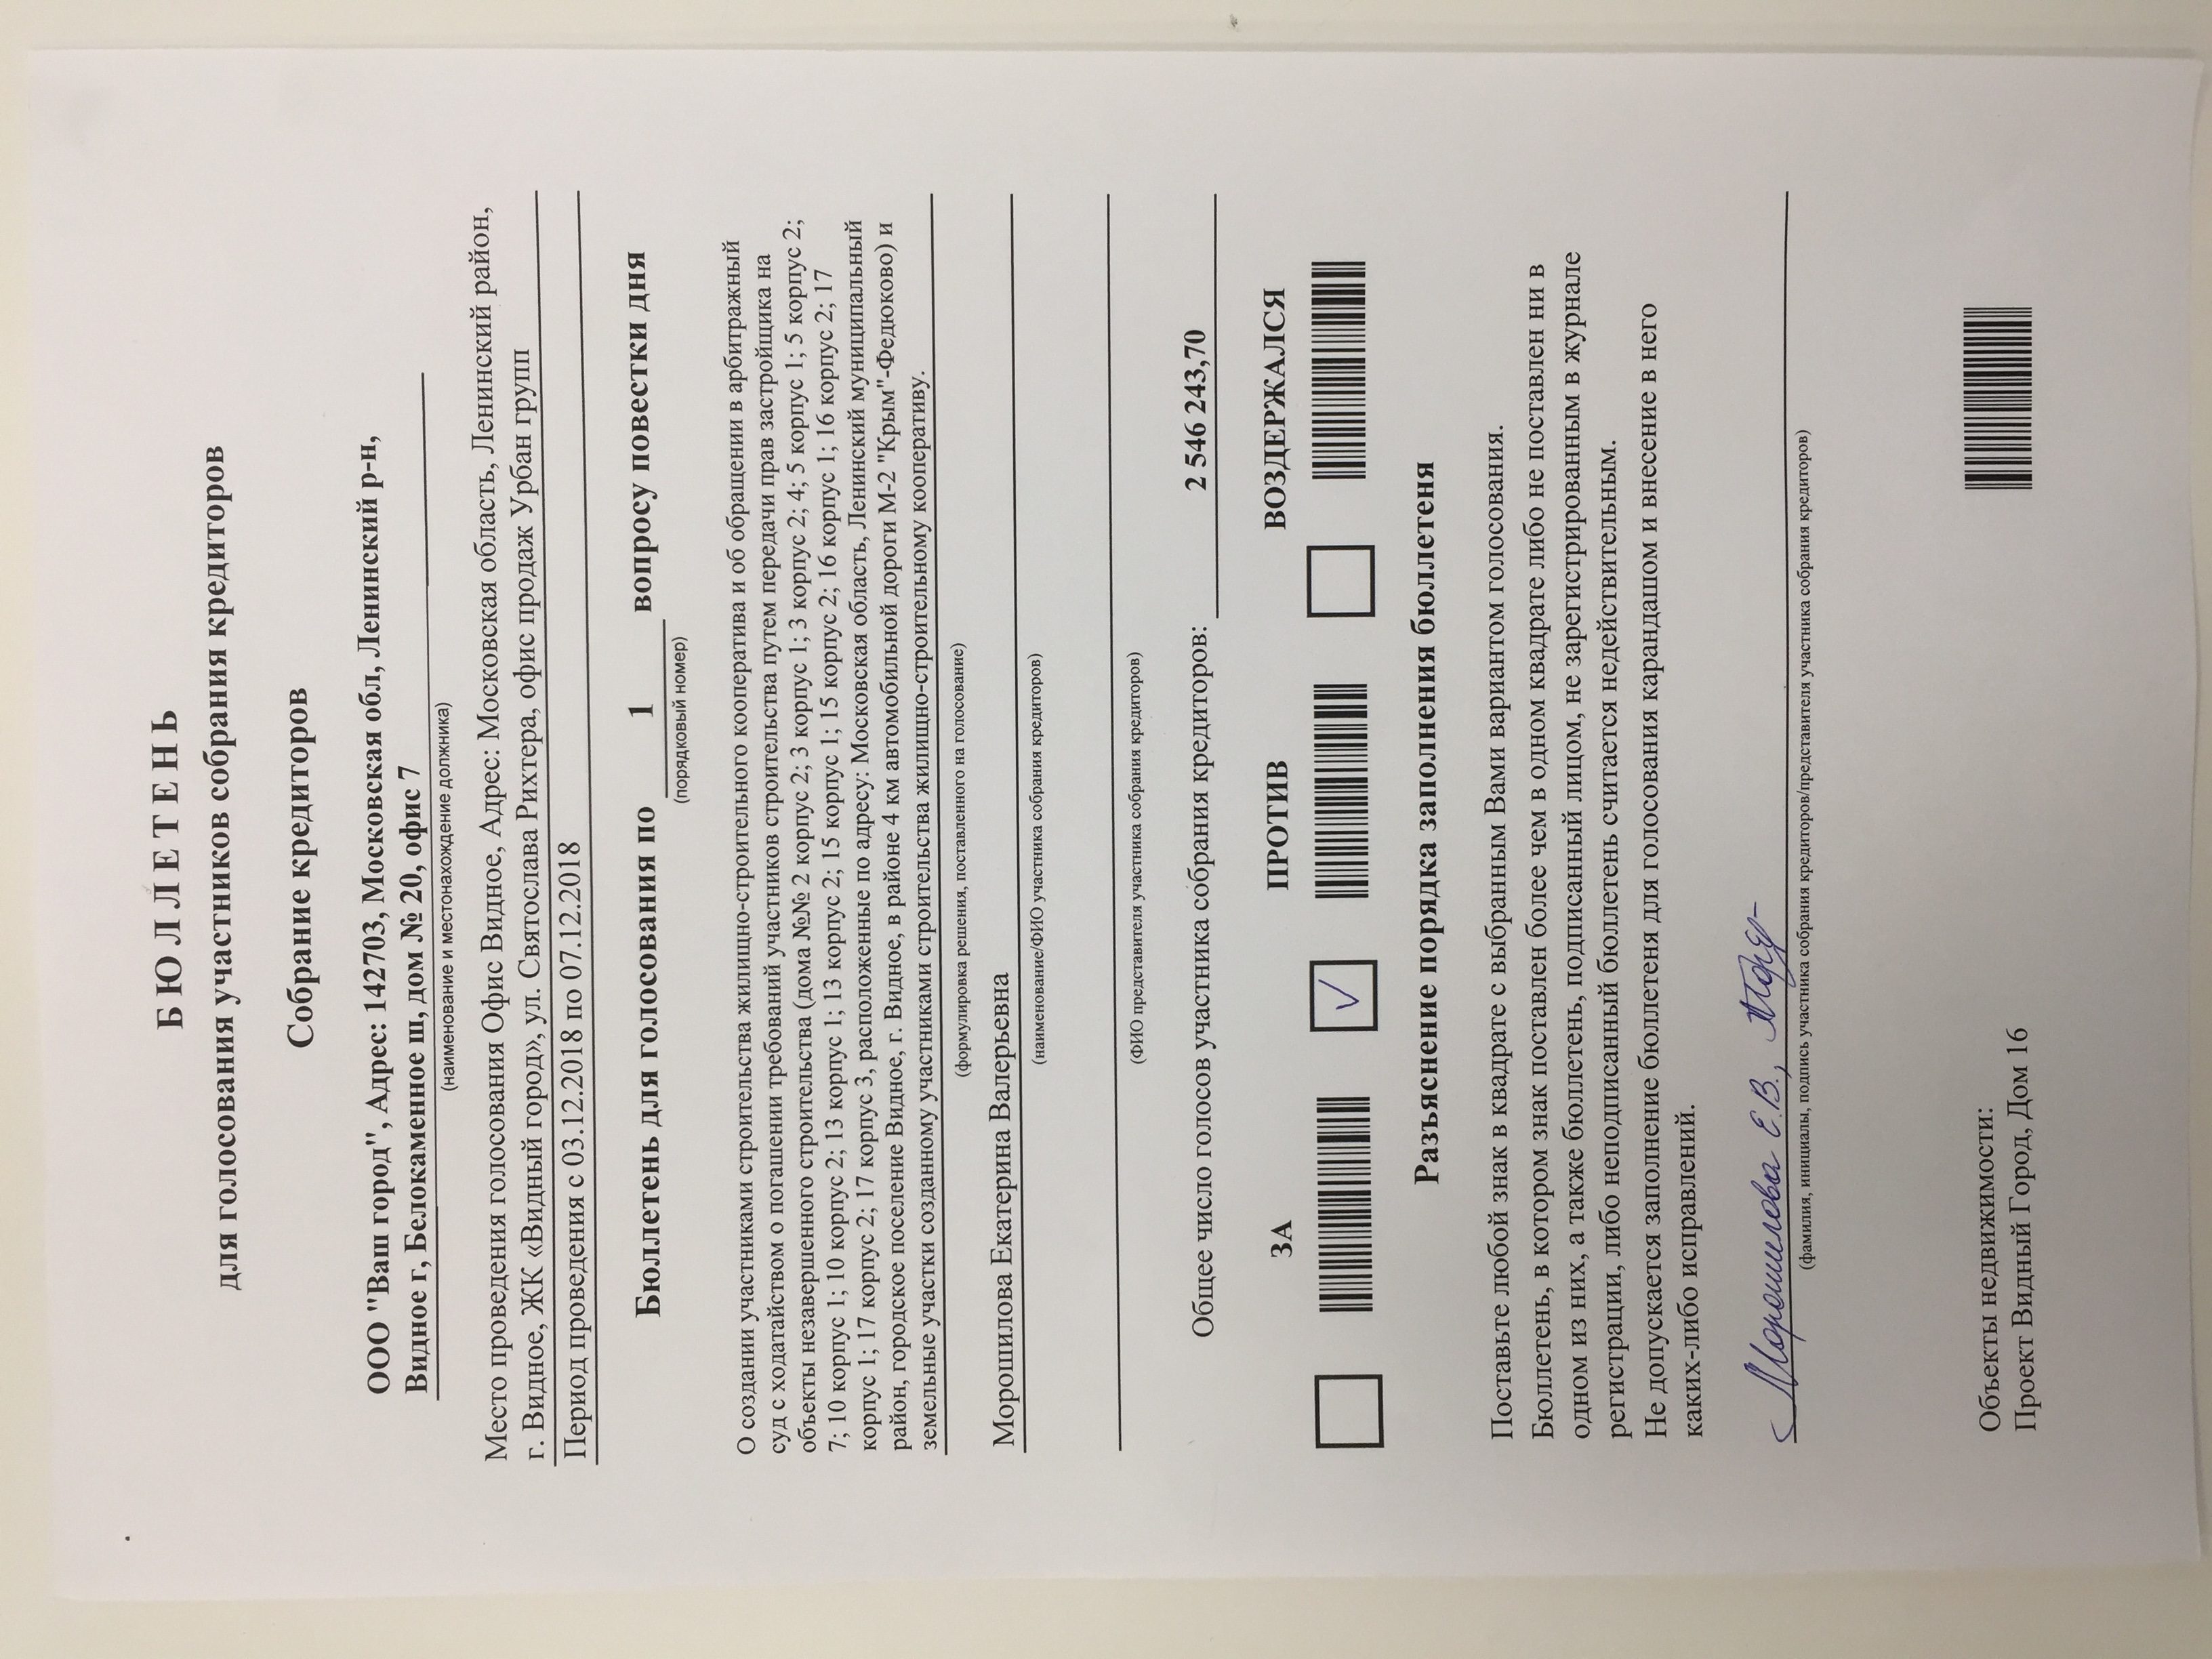 БЮЛЛЕТЕНЬ
для голосования участников собрания кредиторов
Собрание кредиторов
ООО "Ваш город", Адрес: 142703, Московская обл, Ленинский р-н,
Видное г, Белокаменное ш, дом № 20, офис 7
(наименование и местонахождение должника)
Место проведения голосования Офис Видное, Адрес: Московская область, Ленинский район,
г. Видное, ЖК «Видный город», ул. Святослава Рихтера, офис продаж Урбан групп
Период проведения с 03.12.2018 по 07.12.2018
Бюллетень для голосования по 1 вопросу повестки дня
(порядковый номер)
О создании участниками строительства жилищно-строительного кооператива и об обращении в арбитражный
суд с ходатайством о погашении требований участников строительства путем передачи прав застройщика на
объекты незавершенного строительства (дома №№ 2 корпус 2; 3 корпус 1; 3 корпус 2; 4; 5 корпус 1; 5 корпус 2;
7; 10 корпус 1; 10 корпус 2; 13 корпус 1; 13 корпус 2; 15 корпус 1; 15 корпус 2; 16 корпус 1; 16 корпус 2; 17
корпус 1; 17 корпус 2; 17 корпус 3, расположенные по адресу: Московская область, Ленинский муниципальный
район, городское поселение Видное, г. Видное, в районе 4 км автомобильной дороги М-2 "Крым"-Федюково) и
земельные участки созданному участниками строительства жилищно-строительному кооперативу.
(формулировка решения, поставленного на голосование)
Морошилова Екатерина Валерьевна
(наименование/ФИО участника собрания кредиторов)
(ФИО представителя участника собрания кредиторов)
Общее число голосов участника собрания кредиторов: 2 546 243,70
ЗА ПРОТИВ ВОЗДЕРЖАЛСЯ
Разъяснение порядка заполнения бюллетеня
Поставьте любой знак в квадрате с выбранным Вами вариантом голосования.
Бюллетень, в котором знак поставлен более чем в одном квадрате либо не поставлен ни в
одном из них, а также бюллетень, подписанный лицом, не зарегистрированным в журнале
регистрации, либо неподписанный бюллетень считается недействительным.
Не допускается заполнение бюллетеня для голосования карандашом и внесение в него
каких-либо исправлений.
Морошилова Е.В.,
(фамилия, инициалы, подпись участника собрания кредиторов/представителя участника собрания кредиторов)
Объекты недвижимости:
Проект Видный Город, Дом 16